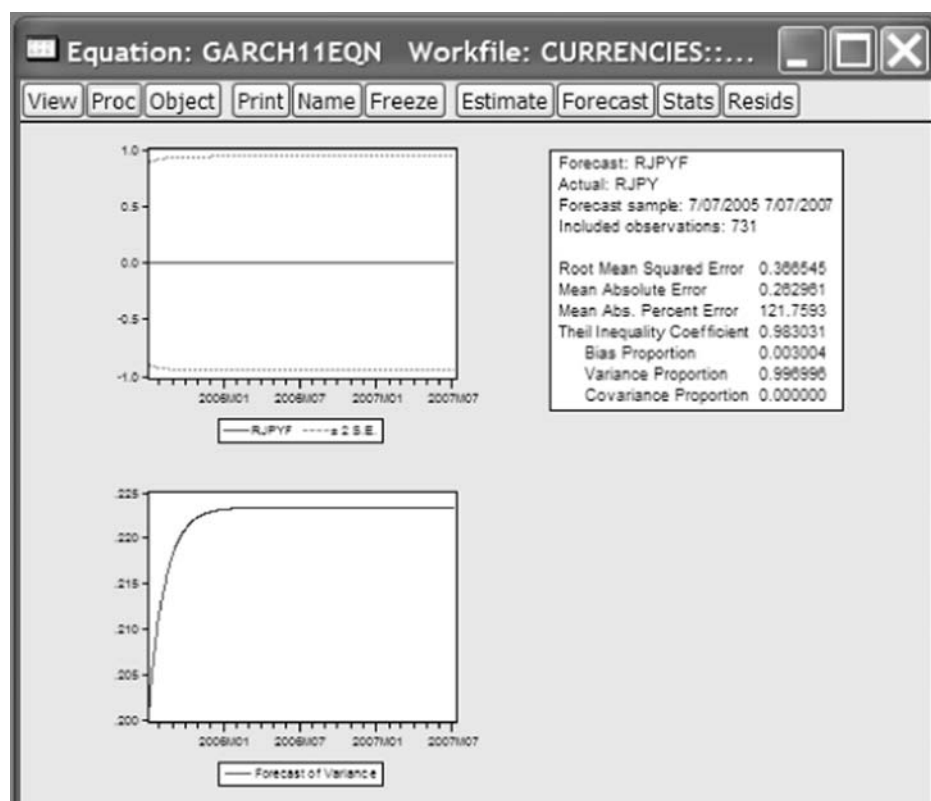 Equation: GARCH11EQN Workfile: CURRENCIES::...
View Proc Object Print Name Freeze Estimate Forecast Stats Resids
1.0
0.5
0.0
-0.5
-1.0
2006M01 2006M07 2007M01 2007M07
RJPYF ± 2 S.E.
Forecast: RJPYF
Actual: RJPY
Forecast sample: 7/07/2005 7/07/2007
Included observations: 731
Root Mean Squared Error 0.366545
Mean Absolute Error 0.262961
Mean Abs. Percent Error 121.7593
Theil Inequality Coefficient 0.983031
Bias Proportion 0.003004
Variance Proportion 0.996996
Covariance Proportion 0.000000
.225
.220
.215
.210
.205
.200
2006M01 2006M07 2007M01 2007M07
Forecast of Variance